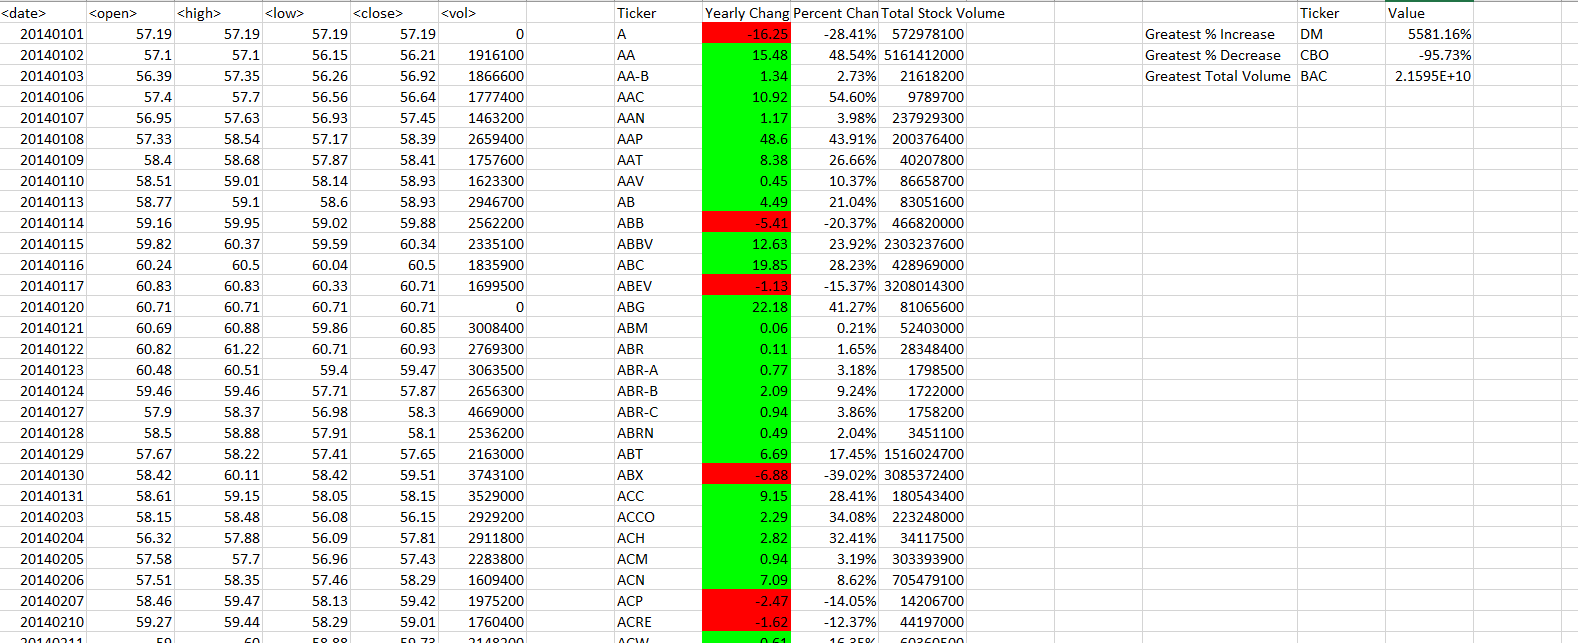 <date> <open> <high> <low> <close> <vol> Ticker Yearly Chang Percent Chan Total Stock Volume Ticker Value
20140101 57.19 57.19 57.19 57.19 0 A -16.25 -28.41% 572978100 Greatest % Increase DM 5581.16%
20140102 57.1 57.1 56.15 56.21 1916100 AA 15.48 48.54% 5161412000 Greatest % Decrease CBO -95.73%
20140103 56.39 57.35 56.26 56.92 1866600 AA-B 1.34 2.73% 21618200 Greatest Total Volume BAC 2.1595E+10
20140106 57.4 57.7 56.56 56.64 1777400 AAC 10.92 54.60% 9789700
20140107 56.95 57.63 56.93 57.45 1463200 AAN 1.17 3.98% 237929300
20140108 57.33 58.54 57.17 58.39 2659400 AAP 48.6 43.91% 200376400
20140109 58.4 58.68 57.87 58.41 1757600 AAT 8.38 26.66% 40207800
20140110 58.51 59.01 58.14 58.93 1623300 AAV 0.45 10.37% 86658700
20140113 58.77 59.1 58.6 58.93 2946700 AB 4.49 21.04% 83051600
20140114 59.16 59.95 59.02 59.88 2562200 ABB -5.41 -20.37% 466820000
20140115 59.82 60.37 59.59 60.34 2335100 ABBV 12.63 23.92% 2303237600
20140116 60.24 60.5 60.04 60.5 1835900 ABC 19.85 28.23% 428969000
20140117 60.83 60.83 60.33 60.71 1699500 ABEV -1.13 -15.37% 3208014300
20140120 60.71 60.71 60.71 60.71 0 ABG 22.18 41.27% 81065600
20140121 60.69 60.88 59.86 60.85 3008400 ABM 0.06 0.21% 52403000
20140122 60.82 61.22 60.71 60.93 2769300 ABR 0.11 1.65% 28348400
20140123 60.48 60.51 59.4 59.47 3063500 ABR-A 0.77 3.18% 1798500
20140124 59.46 59.46 57.71 57.87 2656300 ABR-B 2.09 9.24% 1722000
20140127 57.9 58.37 56.98 58.3 4669000 ABR-C 0.94 3.86% 1758200
20140128 58.5 58.88 57.91 58.1 2536200 ABRN 0.49 2.04% 3451100
20140129 57.67 58.22 57.41 57.65 2163000 ABT 6.69 17.45% 1516024700
20140130 58.42 60.11 58.42 59.51 3743100 ABX -6.88 -39.02% 3085372400
20140131 58.61 59.15 58.05 58.15 3529000 ACC 9.15 28.41% 180543400
20140203 58.15 58.48 56.08 56.15 2929200 ACCO 2.29 34.08% 223248000
20140204 56.32 57.88 56.09 57.81 2911800 ACH 2.82 32.41% 34117500
20140205 57.58 57.7 56.96 57.43 2283800 ACM 0.94 3.19% 303393900
20140206 57.51 58.35 57.46 58.29 1609400 ACN 7.09 8.62% 705479100
20140207 58.46 59.47 58.13 59.42 1975200 ACP -2.47 -14.05% 14206700
20140210 59.27 59.44 58.29 59.01 1760400 ACRE -1.62 -12.37% 44197000
20140211 59 60 58.88 59.73 2148200 ACW 0.61